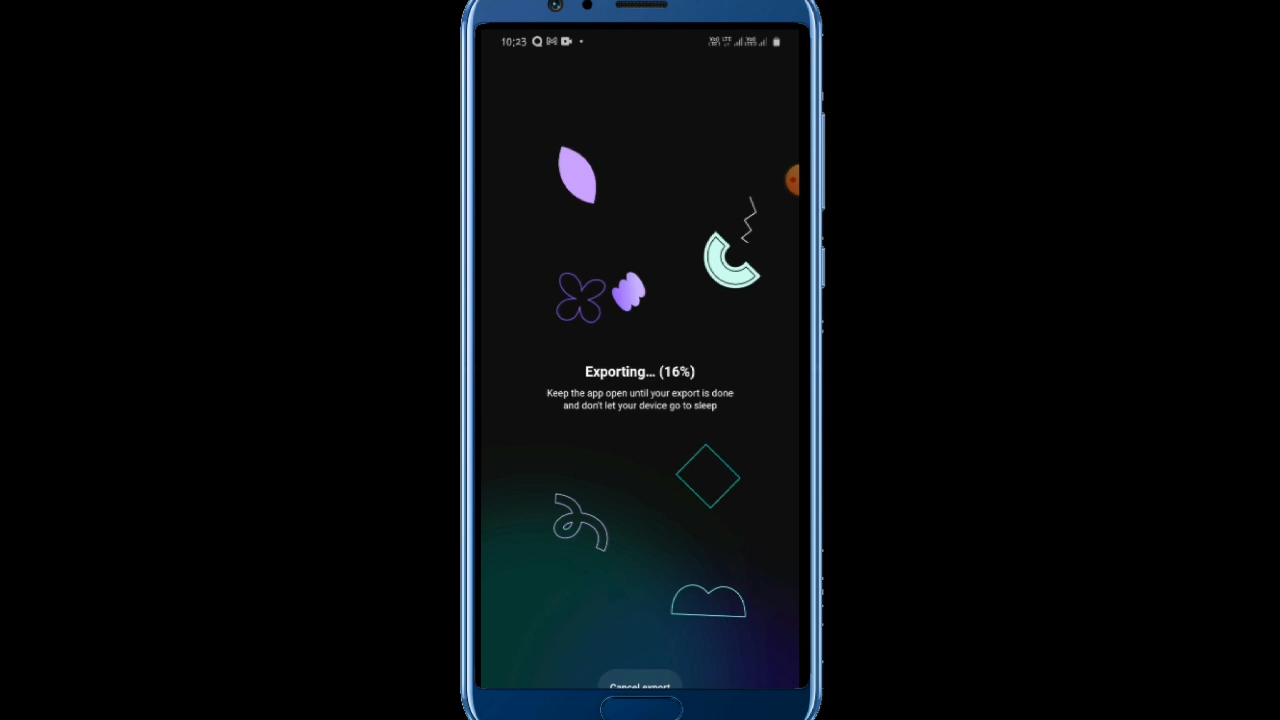 10:23
Exporting... (16%)
Keep the app open until your export is done
and don't let your device go to sleep
Cancel export